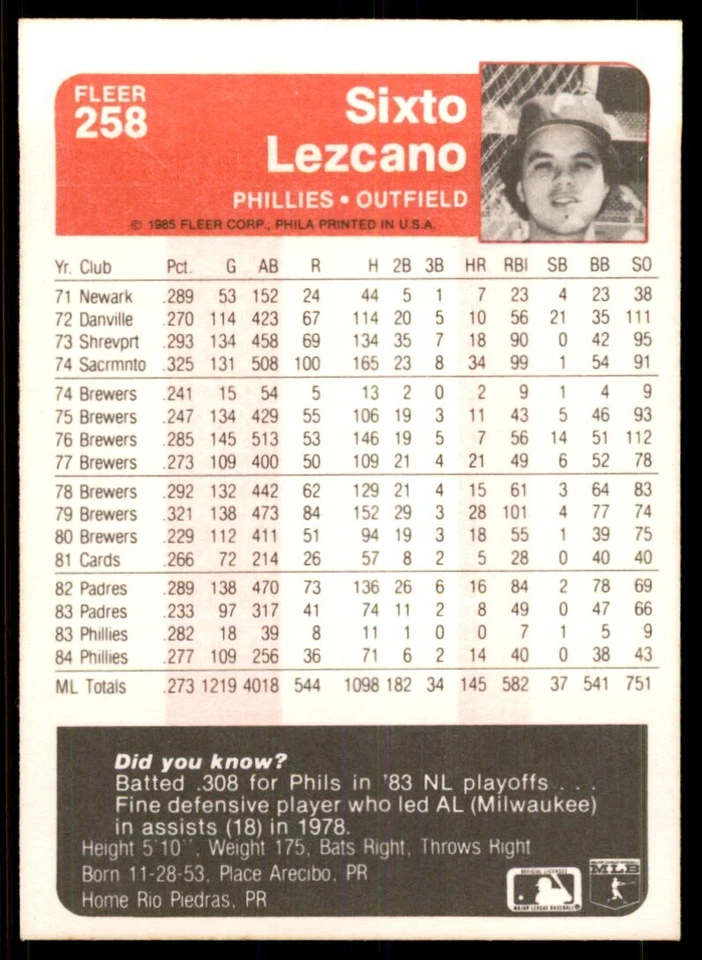 FLEER
258
Sixto
Lezcano
PHILLIES • OUTFIELD
© 1985 FLEER CORP., PHILA PRINTED IN U.S.A.
Yr. Club Pct. G AB R H 2B 3B HR RBI SB BB SO
71 Newark .289 53 152 24 44 5 1 7 23 4 23 38
72 Danville .270 114 423 67 114 20 5 10 56 21 35 111
73 Shrevprt .293 134 458 69 134 35 7 18 90 0 42 95
74 Sacrmnto .325 131 508 100 165 23 8 34 99 1 54 91
74 Brewers .241 15 54 5 13 2 0 2 9 1 4 9
75 Brewers .247 134 429 55 106 19 3 11 43 5 46 93
76 Brewers .285 145 513 53 146 19 5 7 56 14 51 112
77 Brewers .273 109 400 50 109 21 4 21 49 6 52 78
78 Brewers .292 132 442 62 129 21 4 15 61 3 64 83
79 Brewers .321 138 473 84 152 29 3 28 101 4 77 74
80 Brewers .229 112 411 51 94 19 3 18 55 1 39 75
81 Cards .266 72 214 26 57 8 2 5 28 0 40 40
82 Padres .289 138 470 73 136 26 6 16 84 2 78 69
83 Padres .233 97 317 41 74 11 2 8 49 0 47 66
83 Phillies .282 18 39 8 11 1 0 0 7 1 5 9
84 Phillies .277 109 256 36 71 6 2 14 40 0 38 43
ML Totals .273 1219 4018 544 1098 182 34 145 582 37 541 751
Did you know?
Batted .308 for Phils in '83 NL playoffs . . .
Fine defensive player who led AL (Milwaukee)
in assists (18) in 1978.
Height 5'10'', Weight 175, Bats Right, Throws Right
Born 11-28-53, Place Arecibo, PR
Home Rio Piedras, PR
OFFICIAL LICENSEE
MAJOR LEAGUE BASEBALL
MLB